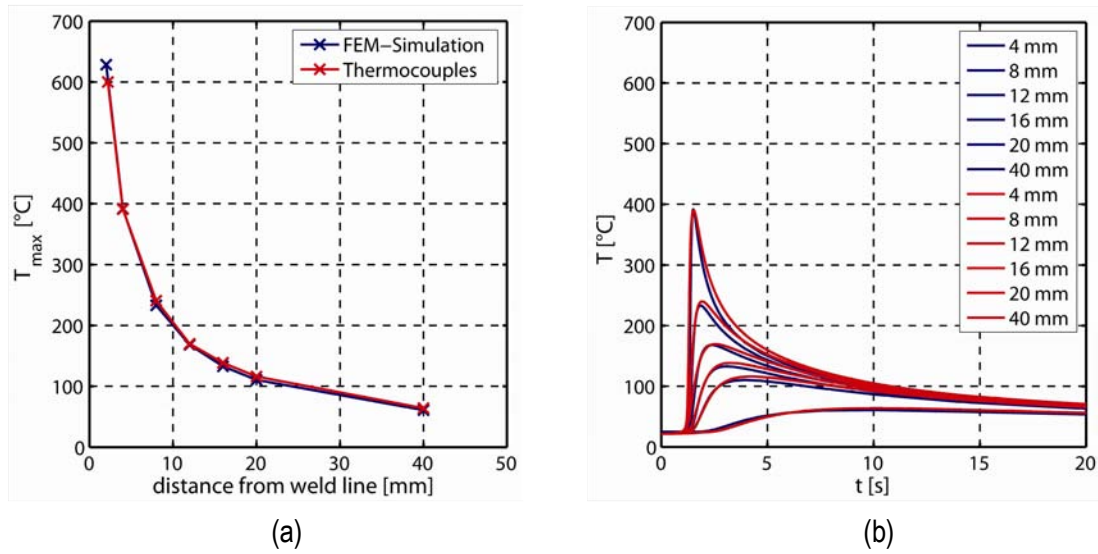 700
600
500
400
300
200
100
0
T max [°C]
FEM–Simulation
Thermocouples
0 10 20 30 40 50
distance from weld line [mm]
(a)
700
600
500
400
300
200
100
0
T [°C]
4 mm
8 mm
12 mm
16 mm
20 mm
40 mm
4 mm
8 mm
12 mm
16 mm
20 mm
40 mm
0 5 10 15 20
t [s]
(b)